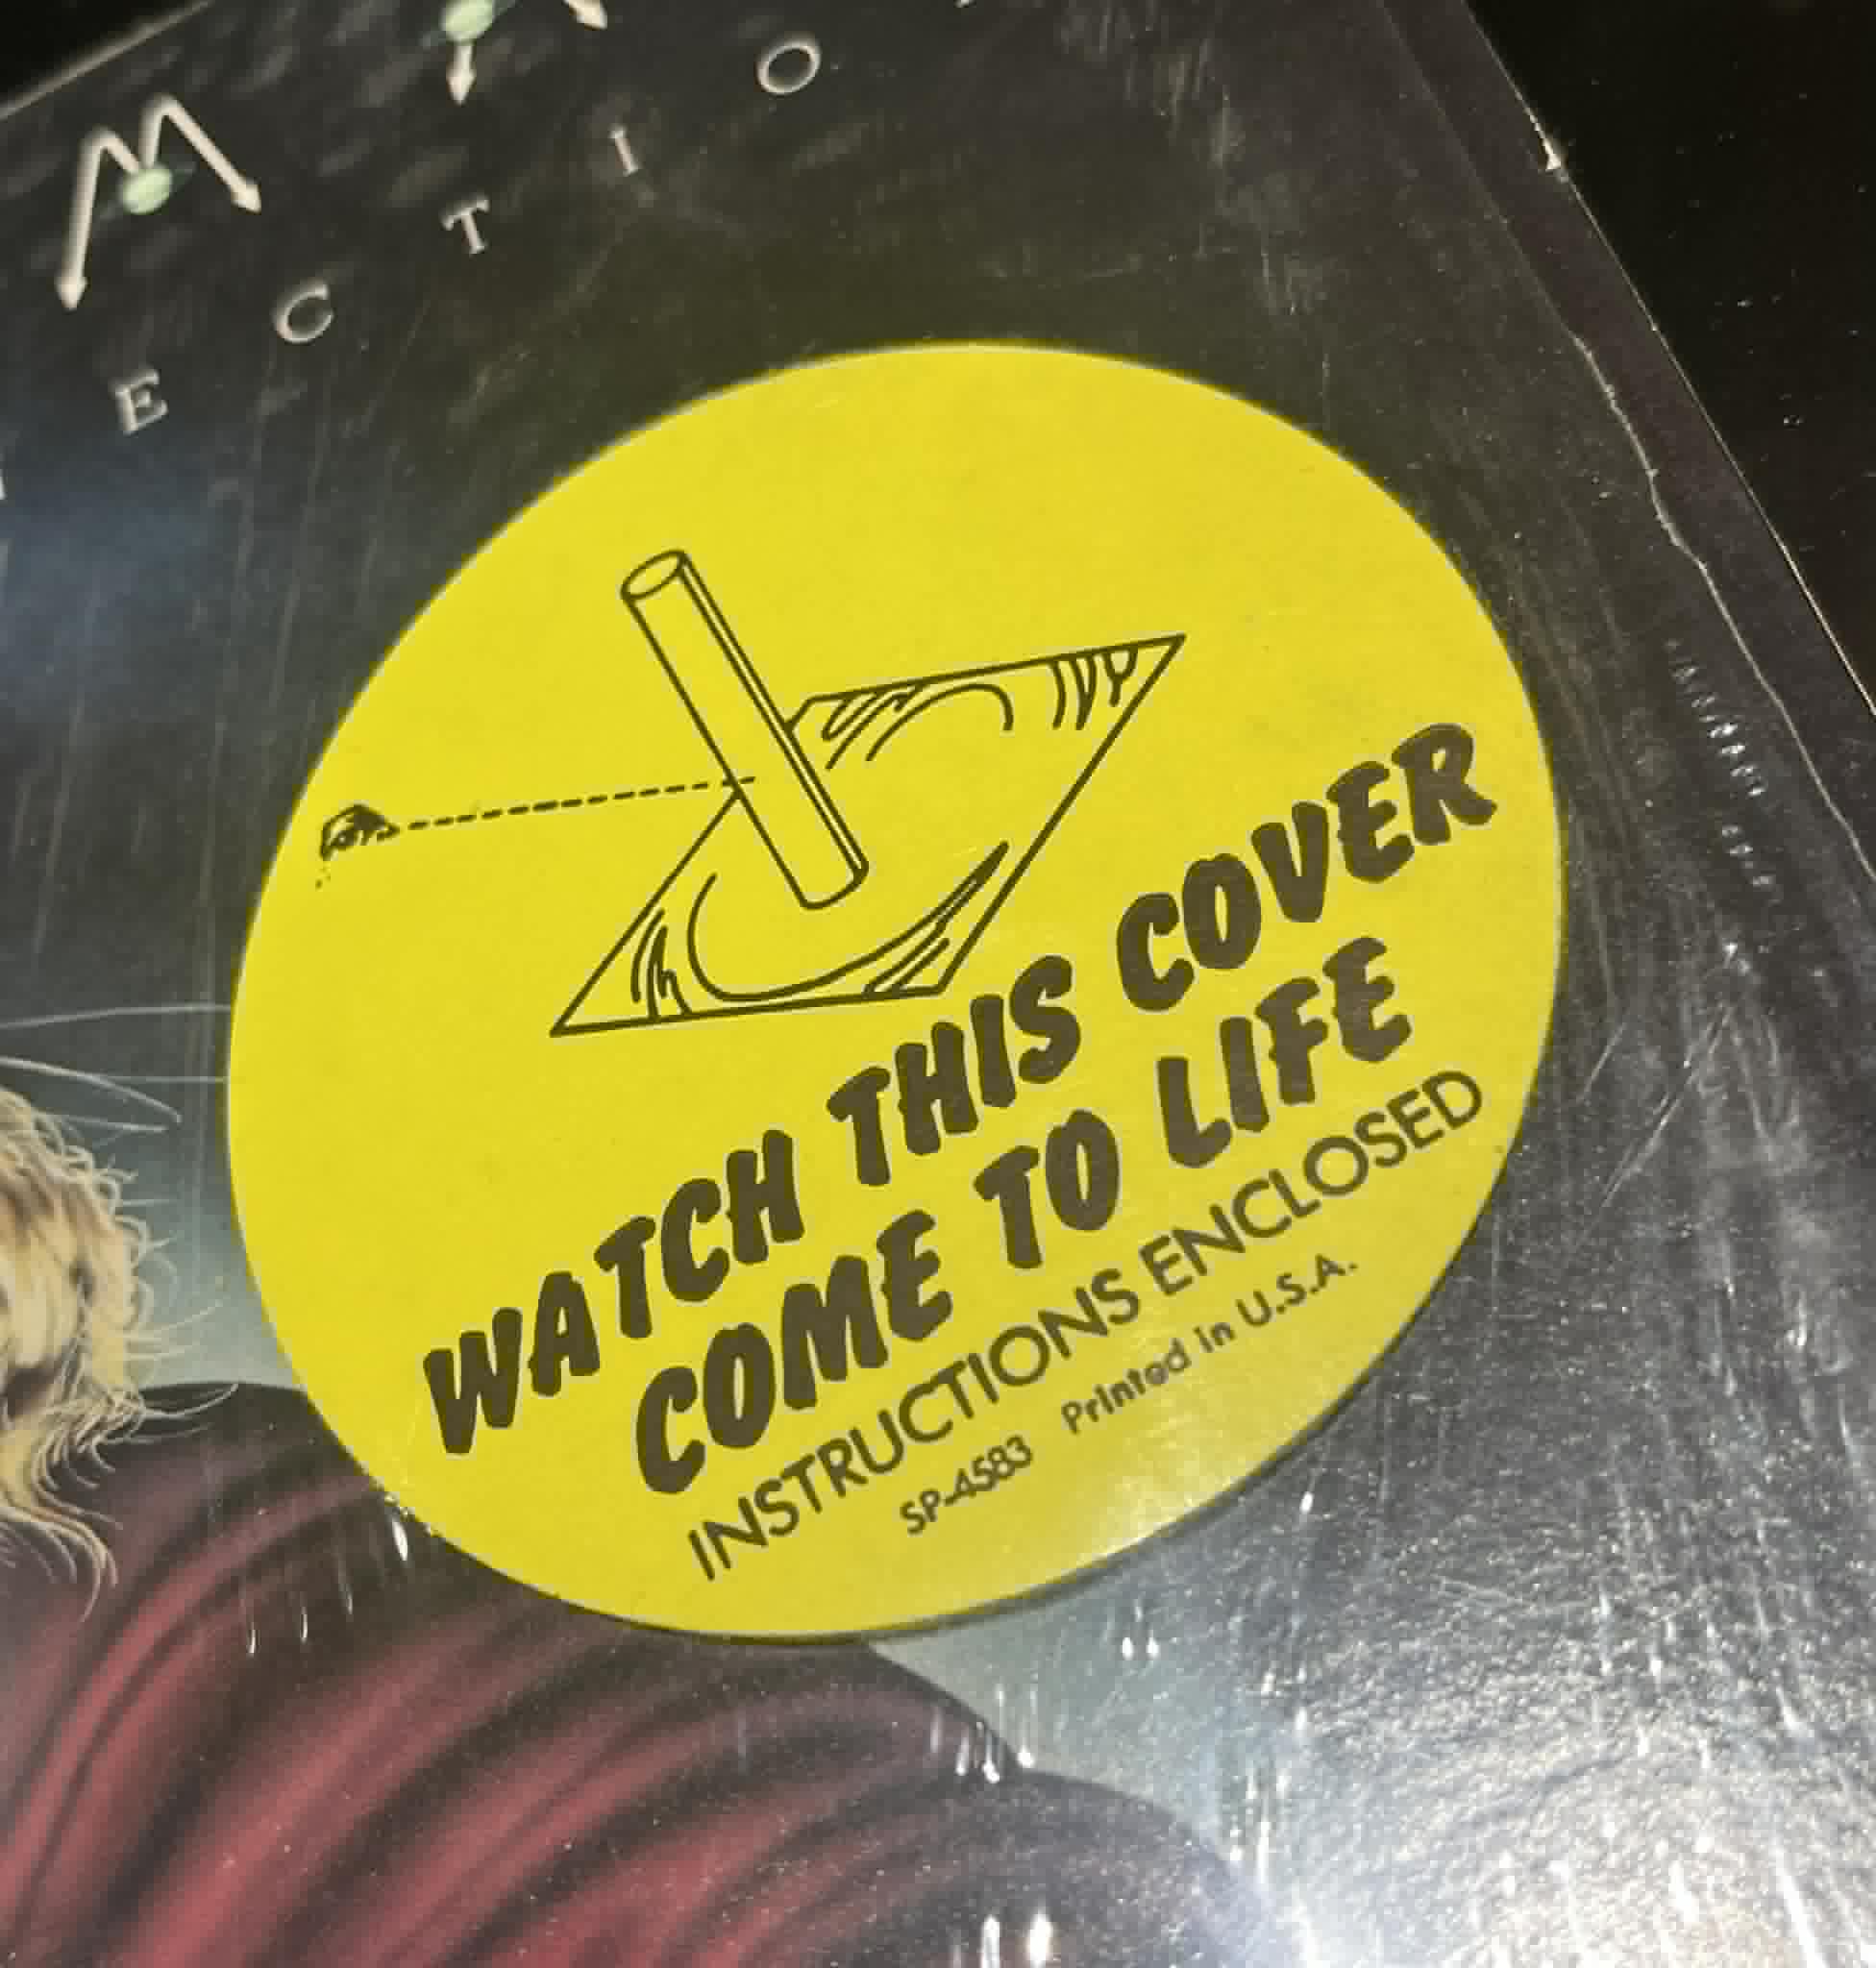 M
E C T I O
WATCH THIS COVER
COME TO LIFE
INSTRUCTIONS ENCLOSED
SP-4583 Printed in U.S.A.